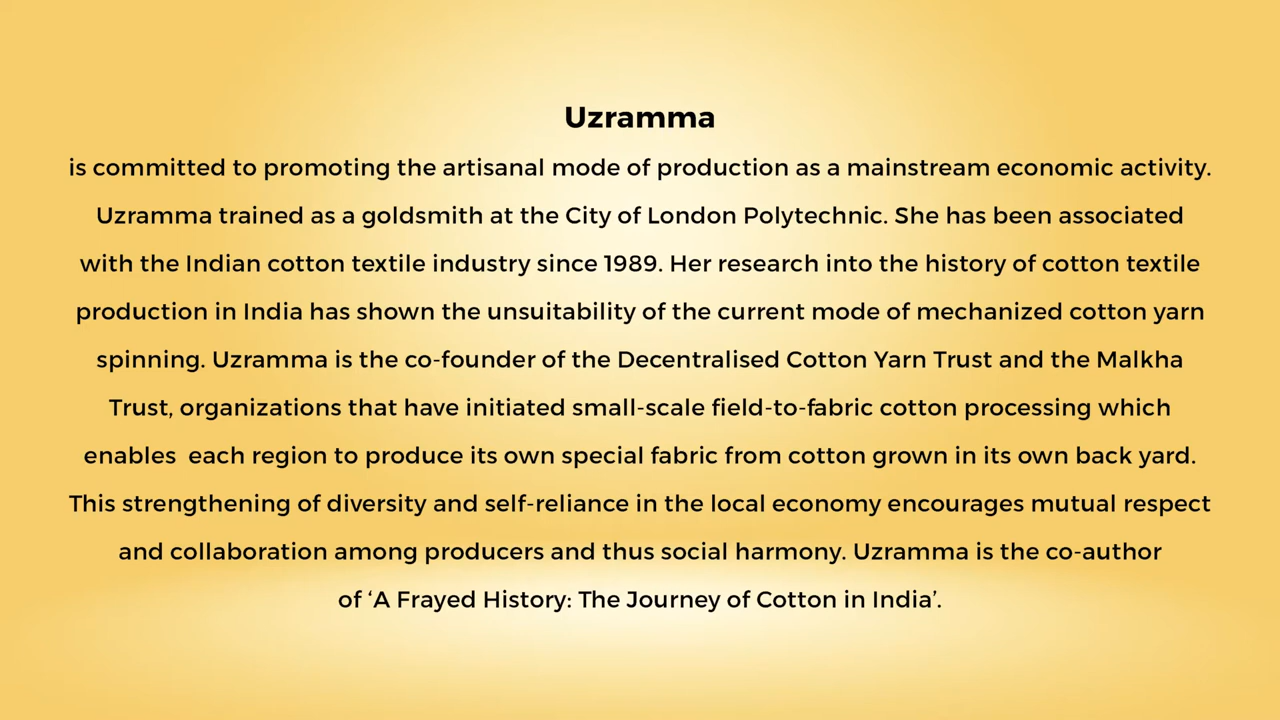 Uzramma
is committed to promoting the artisanal mode of production as a mainstream economic activity.
Uzramma trained as a goldsmith at the City of London Polytechnic. She has been associated
with the Indian cotton textile industry since 1989. Her research into the history of cotton textile
production in India has shown the unsuitability of the current mode of mechanized cotton yarn
spinning. Uzramma is the co-founder of the Decentralised Cotton Yarn Trust and the Malkha
Trust, organizations that have initiated small-scale field-to-fabric cotton processing which
enables  each region to produce its own special fabric from cotton grown in its own back yard.
This strengthening of diversity and self-reliance in the local economy encourages mutual respect
and collaboration among producers and thus social harmony. Uzramma is the co-author
of ‘A Frayed History: The Journey of Cotton in India’.